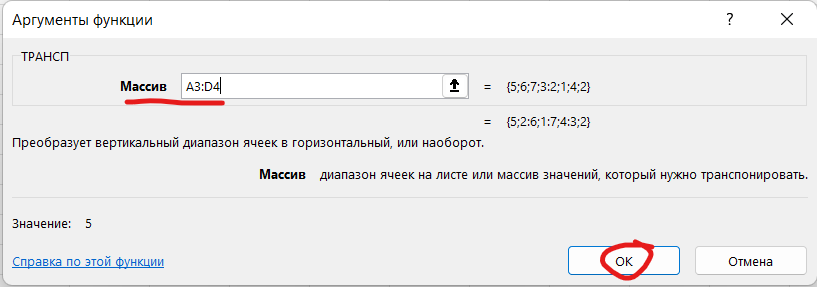 Аргументы функции ? ×
ТРАНСП
Массив A3:D4 = {5;6;7;3:2;1;4;2}
= {5;2:6;1:7;4:3;2}
Преобразует вертикальный диапазон ячеек в горизонтальный, или наоборот.
Массив диапазон ячеек на листе или массив значений, который нужно транспонировать.
Значение: 5
Справка по этой функции ОК Отмена